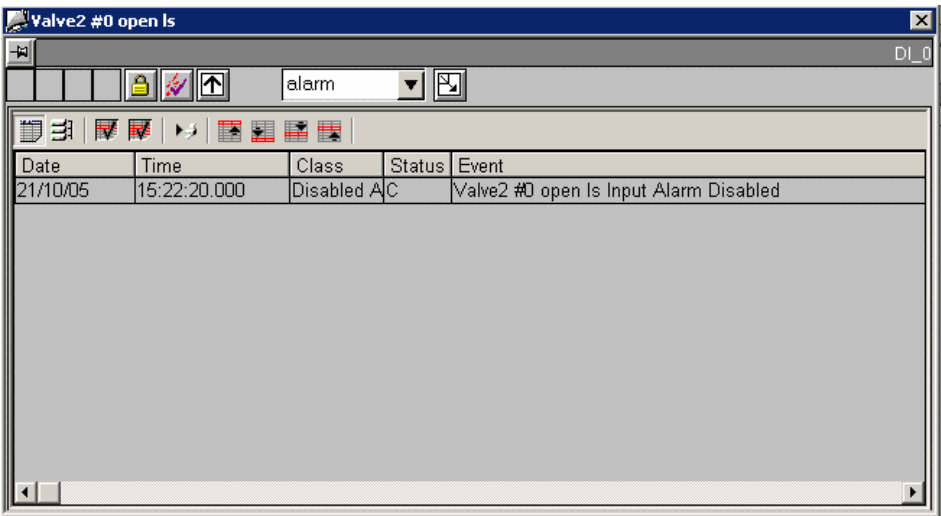 Valve2 #0 open ls
DI_0
alarm
Date Time Class Status Event
21/10/05 15:22:20.000 Disabled A C Valve2 #0 open ls Input Alarm Disabled